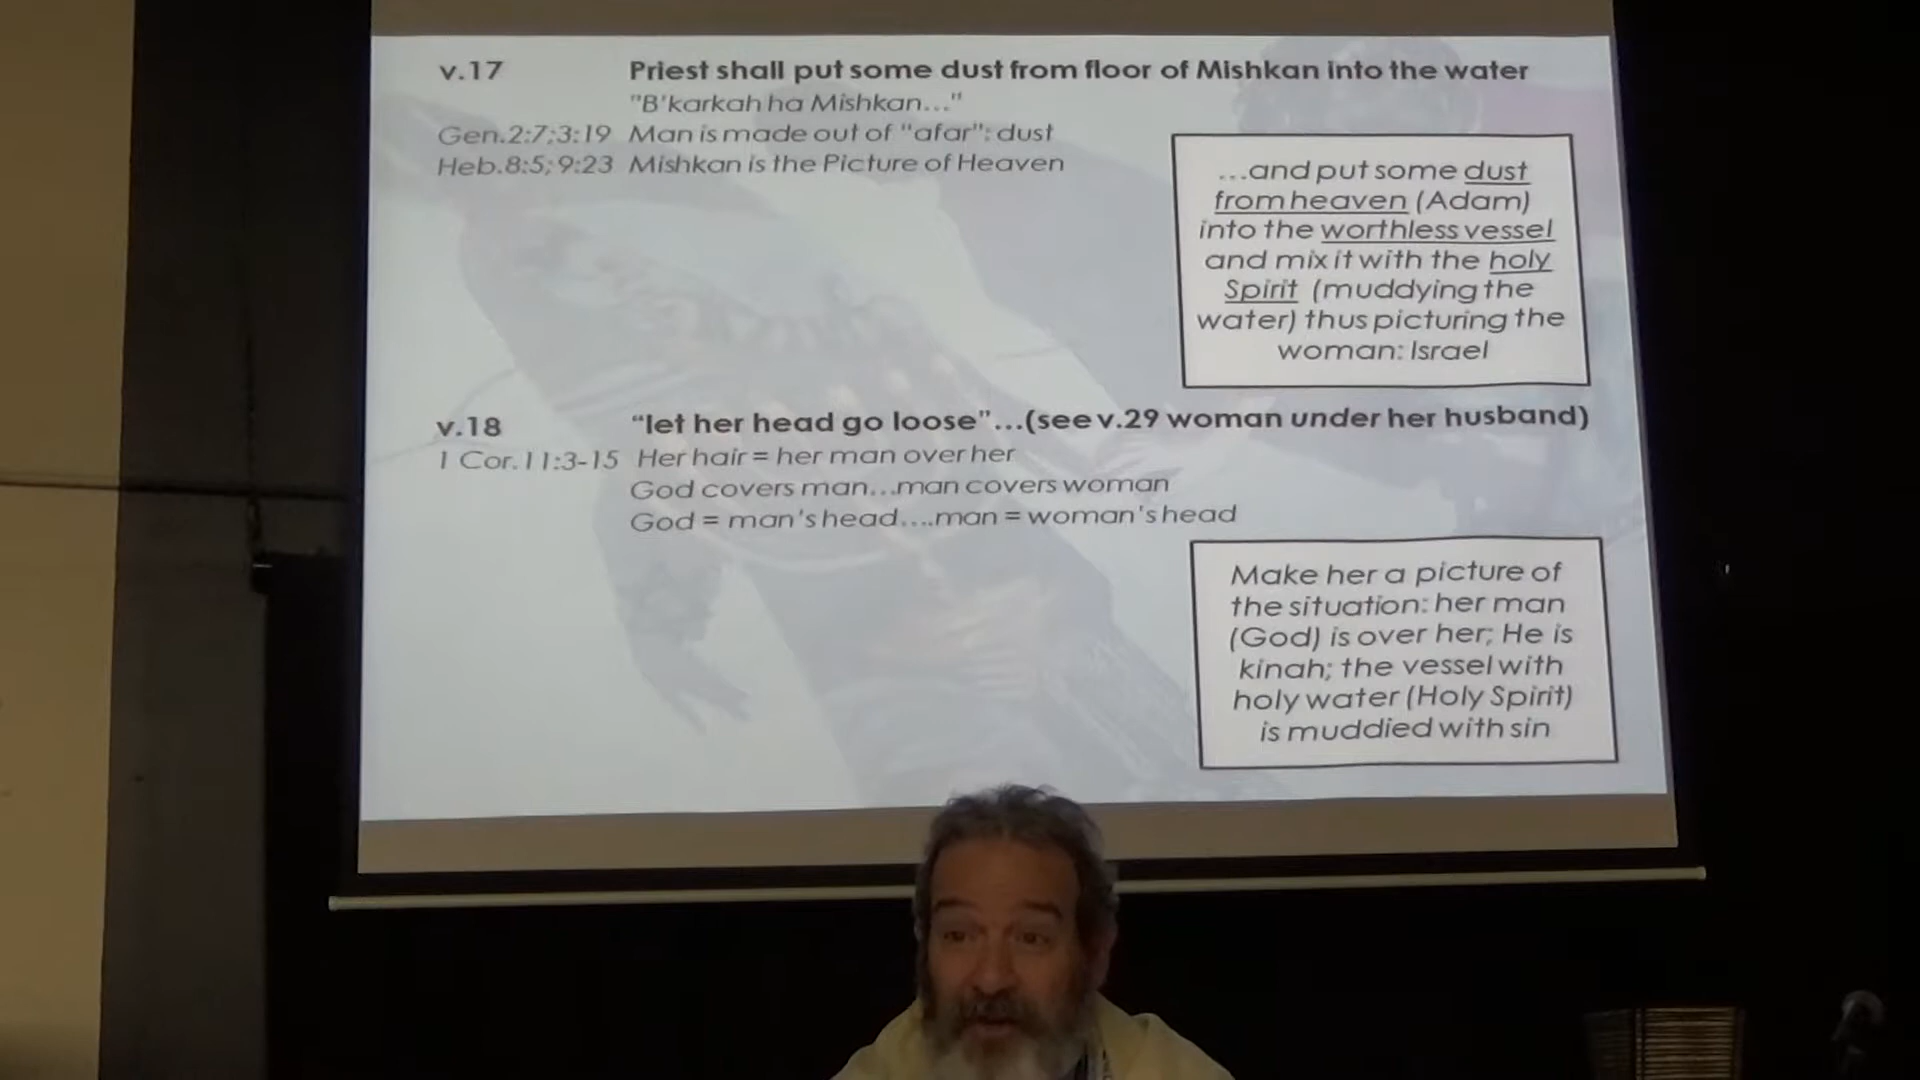 v.17 Priest shall put some dust from floor of Mishkan into the water
"B'karkah ha Mishkan..."
Gen.2:7;3:19 Man is made out of "afar": dust
Heb.8:5;9:23 Mishkan is the Picture of Heaven
...and put some dust
from heaven (Adam)
into the worthless vessel
and mix it with the holy
Spirit (muddying the
water) thus picturing the
woman: Israel
v.18 “let her head go loose”...(see v.29 woman under her husband)
1 Cor.11:3-15 Her hair = her man over her
God covers man...man covers woman
God = man's head....man = woman's head
Make her a picture of
the situation: her man
(God) is over her; He is
kinah; the vessel with
holy water (Holy Spirit)
is muddied with sin